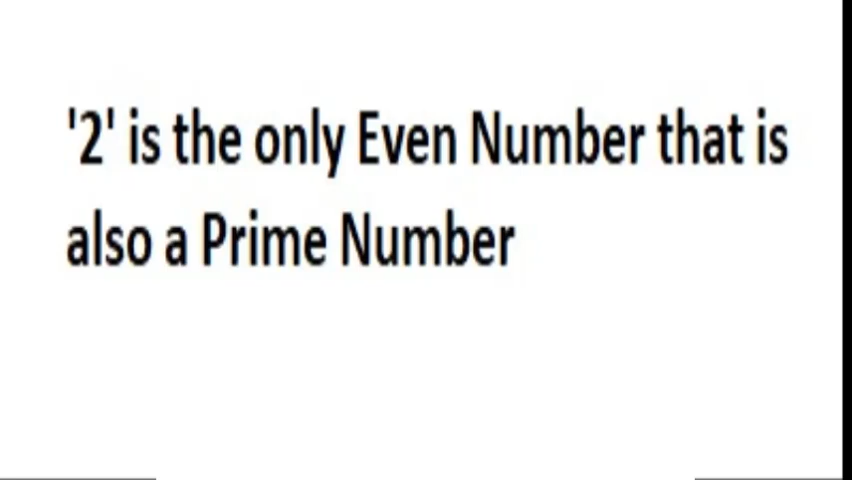 '2' is the only Even Number that is
also a Prime Number